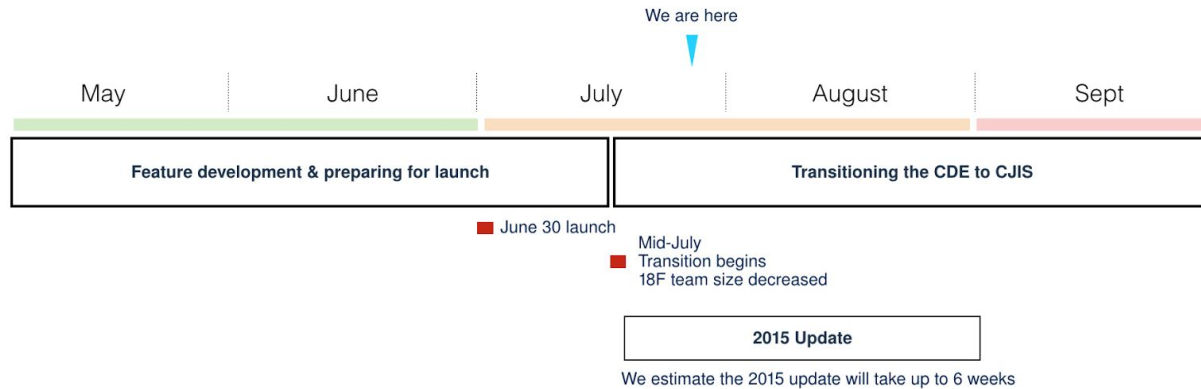 We are here
May
June
July
August
Sept
Feature development & preparing for launch
Transitioning the CDE to CJIS
June 30 launch
Mid-July
Transition begins
18F team size decreased
2015 Update
We estimate the 2015 update will take up to 6 weeks